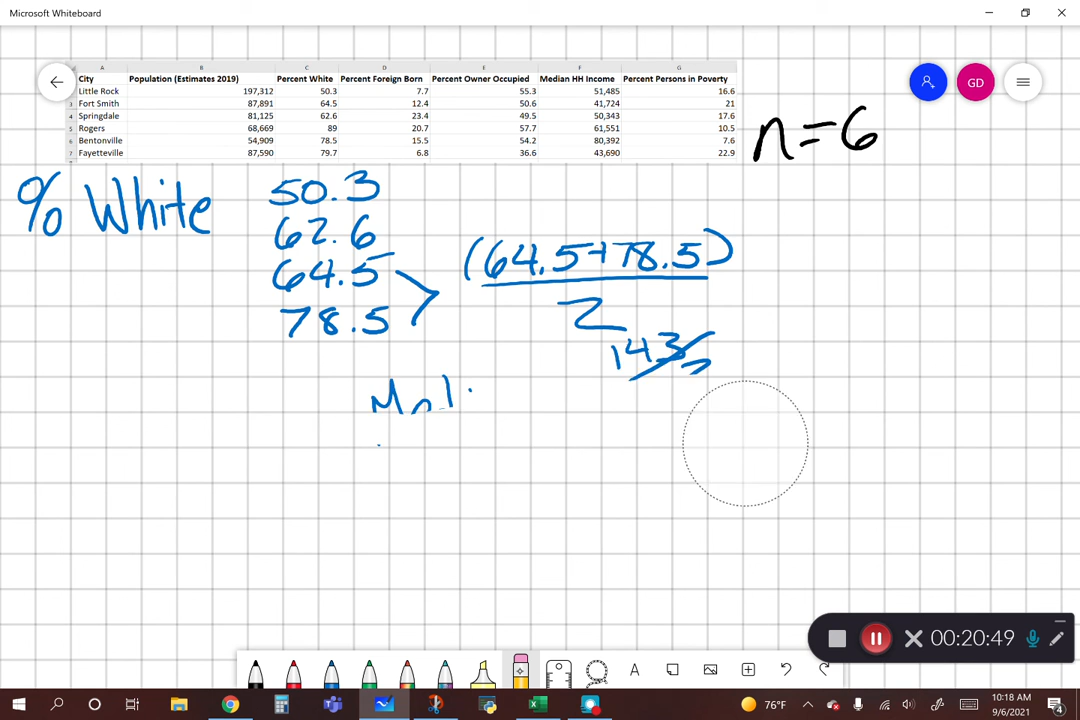 Microsoft Whiteboard
A B C D E F G
City Population (Estimates 2019) Percent White Percent Foreign Born Percent Owner Occupied Median HH Income Percent Persons in Poverty
Little Rock 197,312 50.3 7.7 55.3 51,485 16.6
3 Fort Smith 87,891 64.5 12.4 50.6 41,724 21
4 Springdale 81,125 62.6 23.4 49.5 50,343 17.6
5 Rogers 68,669 89 20.7 57.7 61,551 10.5
6 Bentonville 54,909 78.5 15.5 54.2 80,392 7.6
7 Fayetteville 87,590 79.7 6.8 36.6 43,690 22.9
GD
n=6
% White
50.3
62.6
64.5
78.5
(64.5+78.5)
2
143
00:20:49
A
76°F
10:18 AM
9/6/2021
4